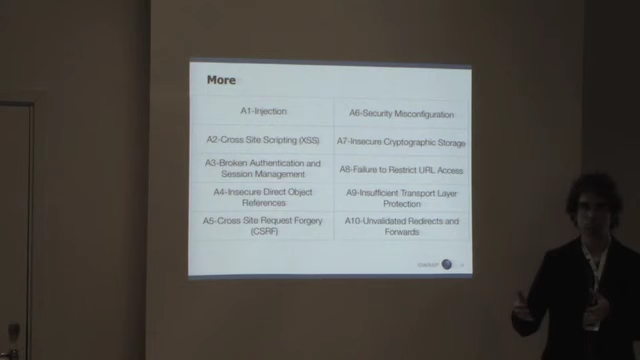 More
A1-Injection
A6-Security Misconfiguration
A2-Cross Site Scripting (XSS)
A7-Insecure Cryptographic Storage
A3-Broken Authentication and
Session Management
A8-Failure to Restrict URL Access
A4-Insecure Direct Object
References
A9-Insufficient Transport Layer
Protection
A5-Cross Site Request Forgery
(CSRF)
A10-Unvalidated Redirects and
Forwards